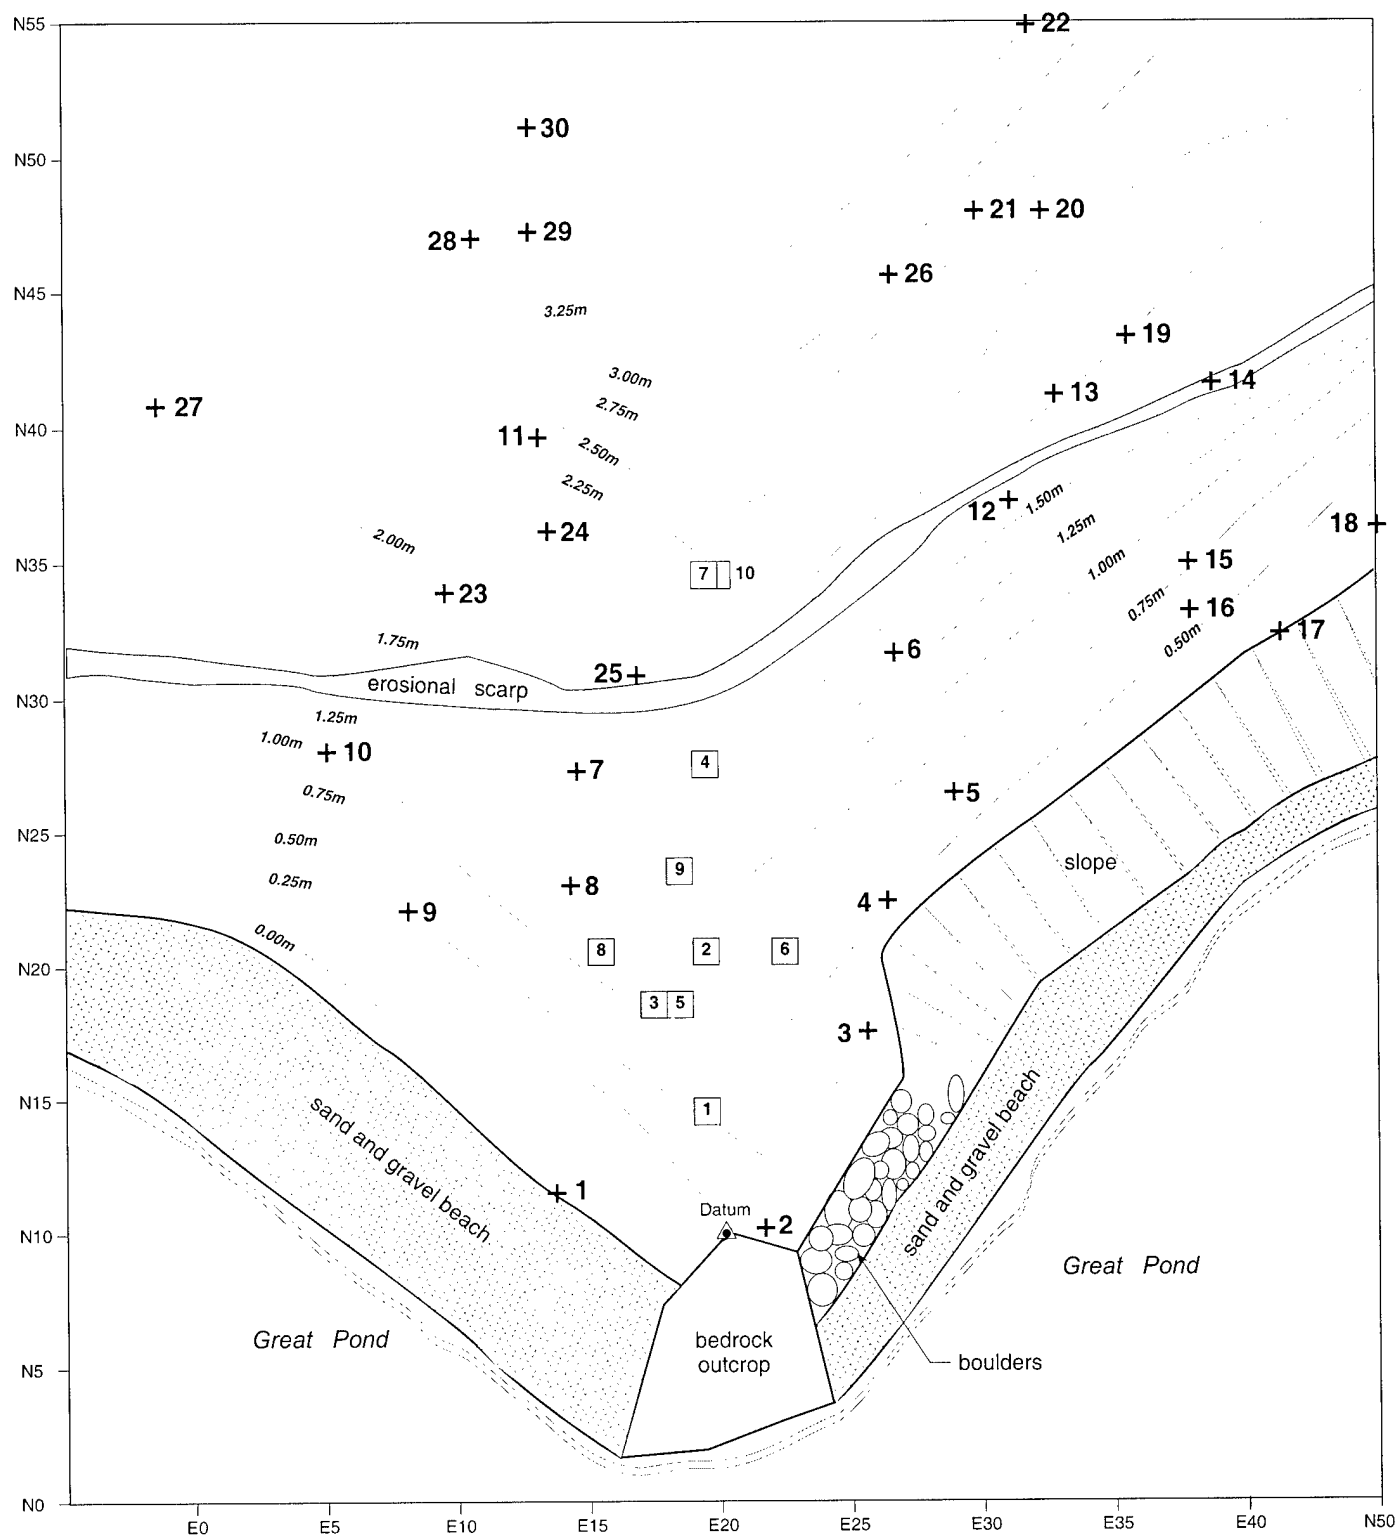 N55
22
30
N50
21
20
28
29
26
N45
3.25m
19
3.00m
14
13
27
2.75m
N40
11
2.50m
2.25m
1.50m
12
18
1.25m
24
2.00m
N35
7
10
1.00m
15
23
0.75m
16
17
1.75m
0.50m
6
25
erosional scarp
N30
1.25m
1.00m
10
7
4
5
0.75m
N25
0.50m
slope
9
0.25m
8
4
9
0.00m
8
2
6
N20
3
5
3
N15
1
sand and gravel beach
sand and gravel beach
1
Datum
2
N10
Great Pond
Great Pond
bedrock
outcrop
boulders
N5
N0
E0
E5
E10
E15
E20
E25
E30
E35
E40
N50